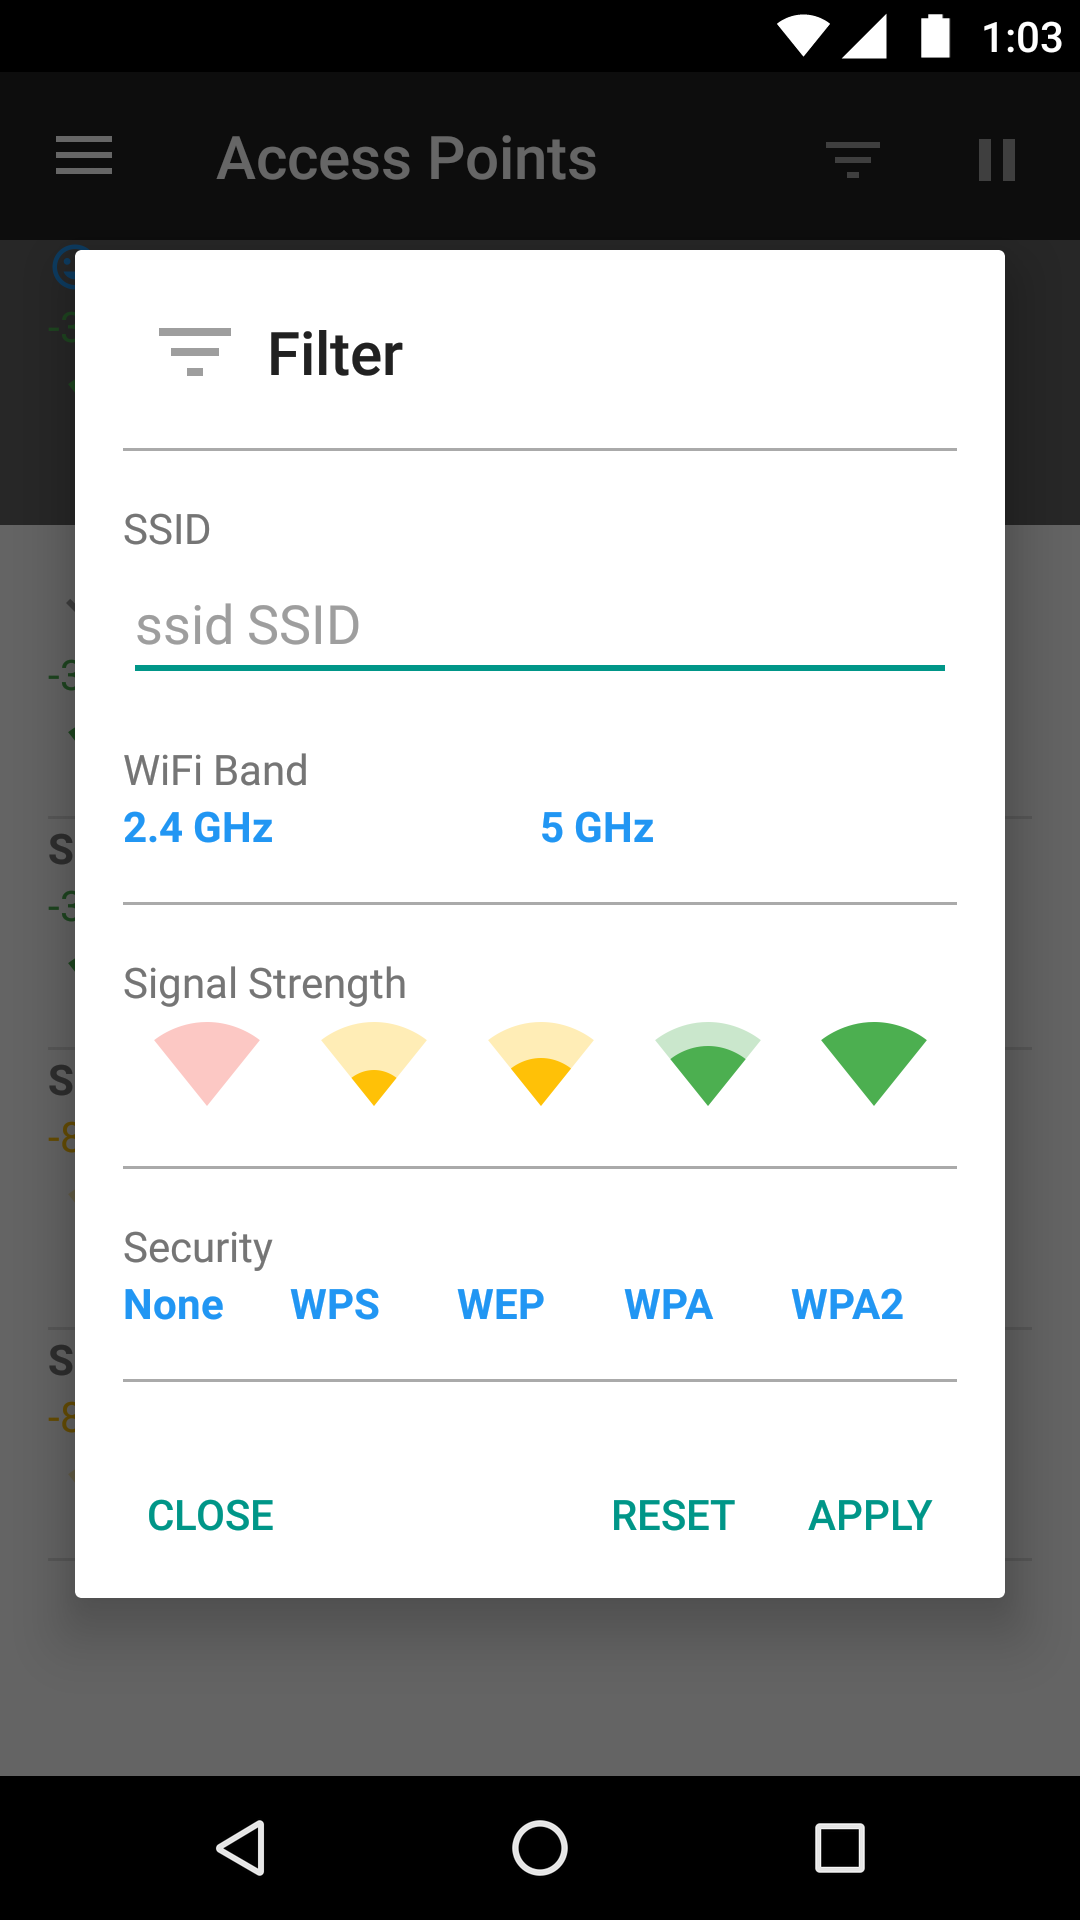 1:03
Access Points
Filter
SSID
ssid SSID
WiFi Band
2.4 GHz 5 GHz
Signal Strength
Security
None WPS WEP WPA WPA2
CLOSE RESET APPLY